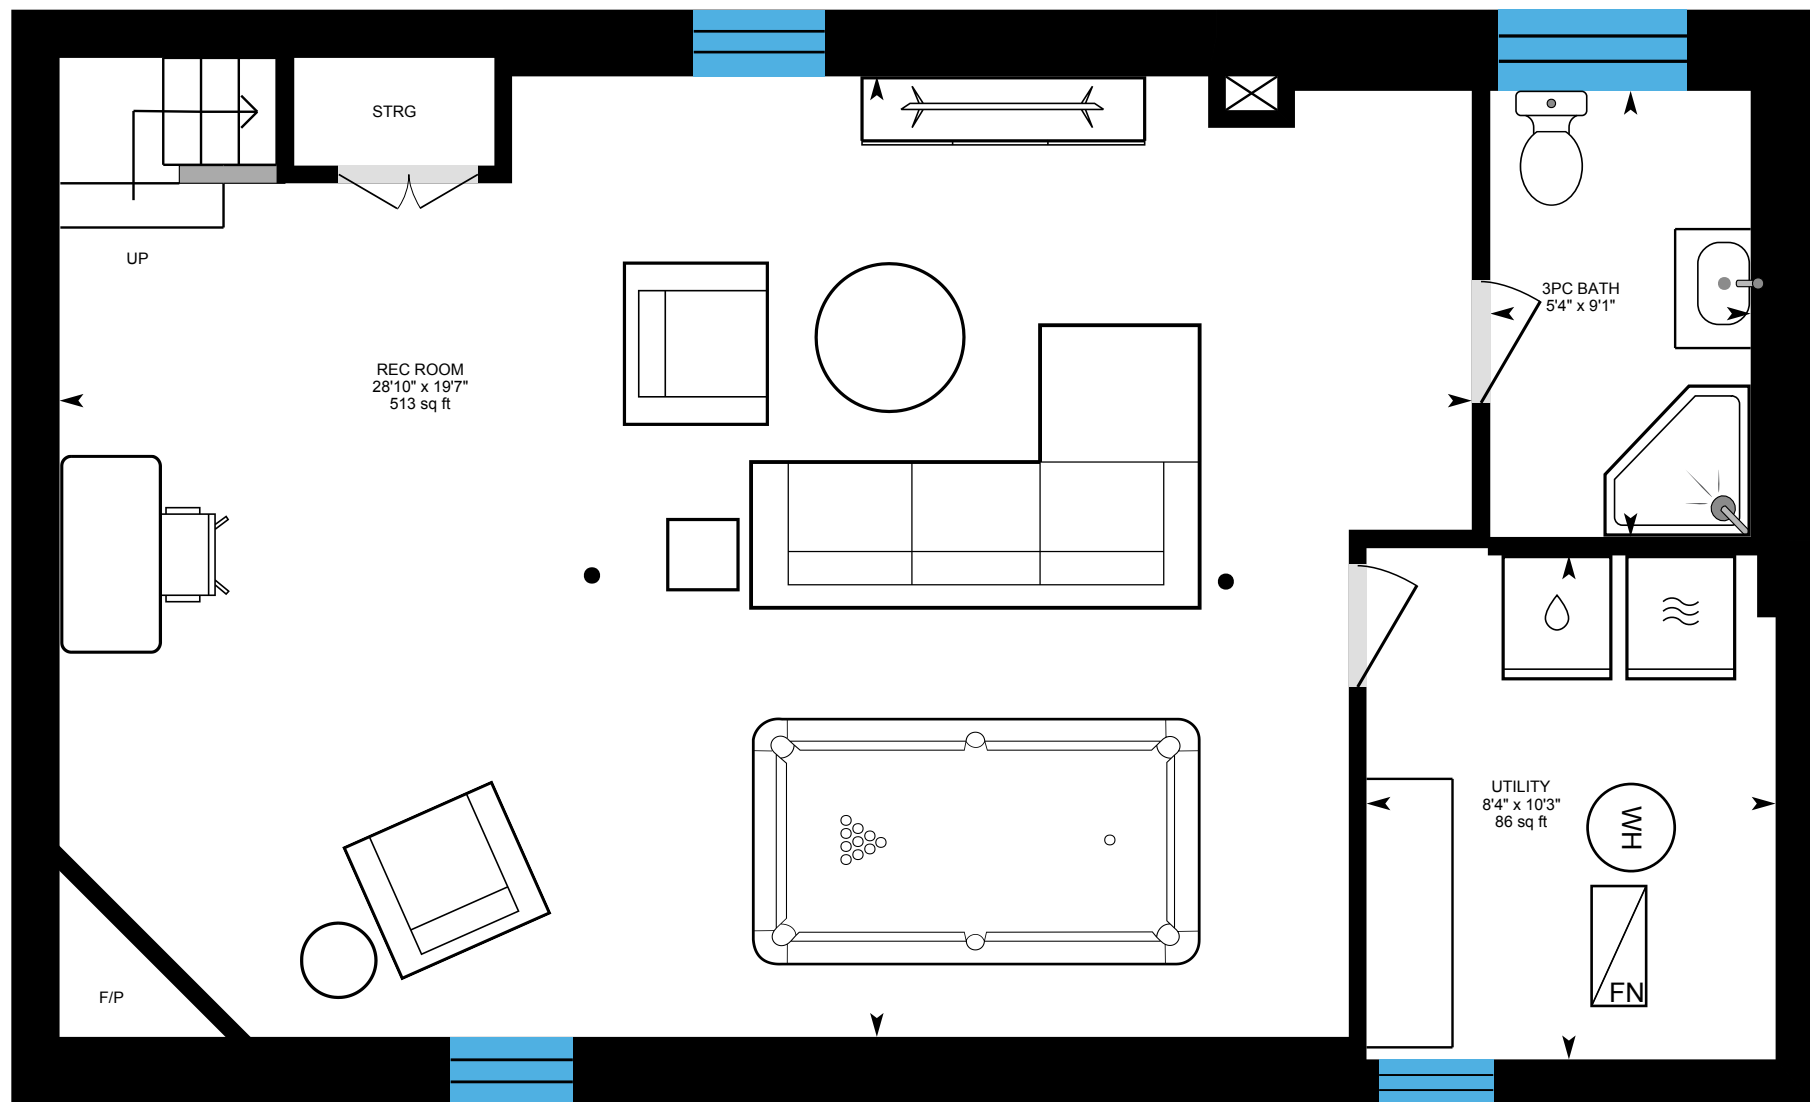 STRG
UP
3PC BATH
5'4" x 9'1"
REC ROOM
28'10" x 19'7"
513 sq ft
UTILITY
8'4" x 10'3"
86 sq ft
WH
FN
F/P